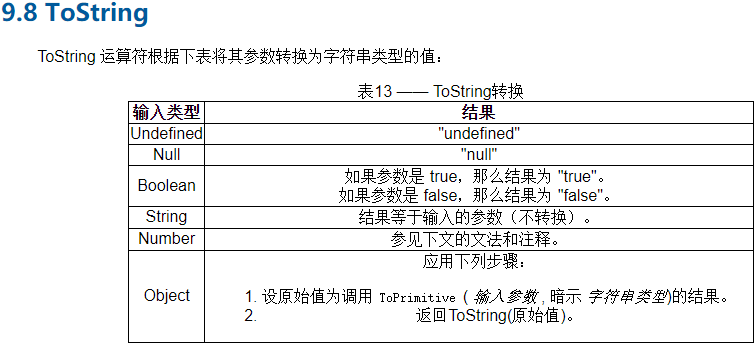 9.8 ToString
ToString 运算符根据下表将其参数转换为字符串类型的值：
表13 —— ToString转换
输入类型 结果
Undefined "undefined"
Null "null"
Boolean 如果参数是 true，那么结果为 "true"。
如果参数是 false，那么结果为 "false"。
String 结果等于输入的参数（不转换）。
Number 参见下文的文法和注释。
Object 应用下列步骤：
1. 设原始值为调用 ToPrimitive ( 输入参数 , 暗示 字符串类型)的结果。
2. 返回ToString(原始值)。